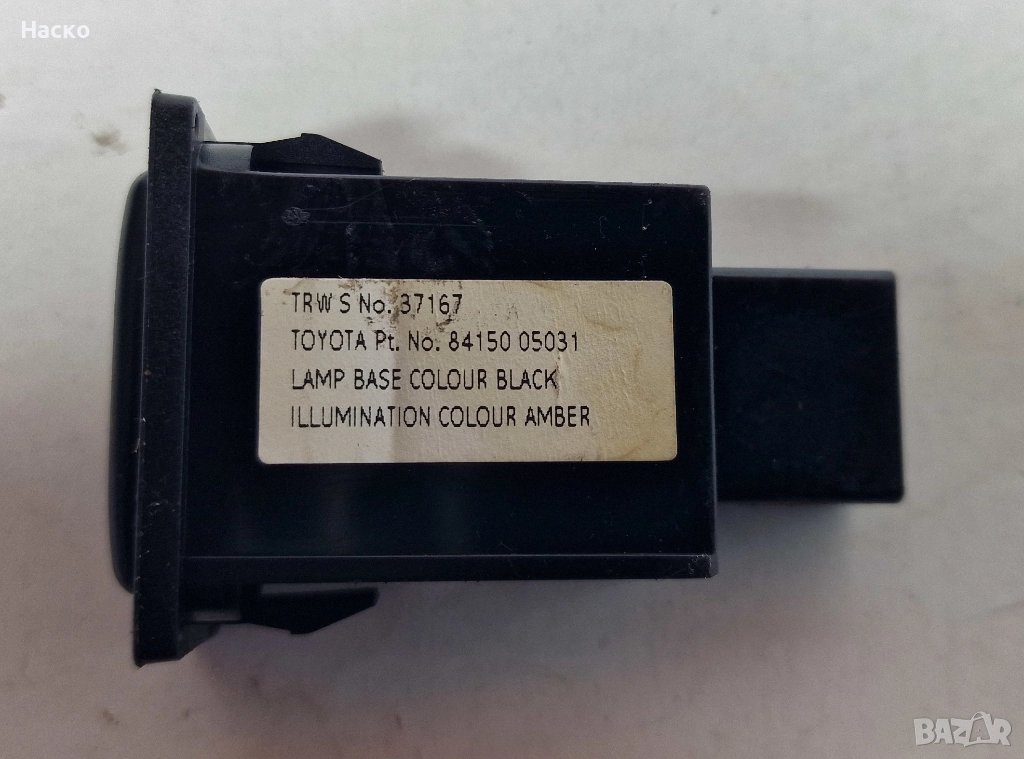 Наско
TRW S No. 37167
TOYOTA Pt. No. 84150 05031
LAMP BASE COLOUR BLACK
ILLUMINATION COLOUR AMBER
BAZAR